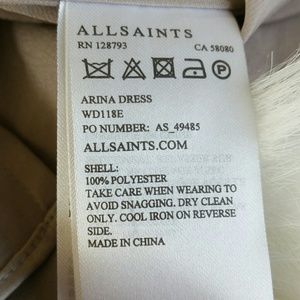 ALLSAINTS
RN 128793 CA 58080
P
ARINA DRESS
WD118E
PO NUMBER: AS_49485
ALLSAINTS.COM
SHELL:
100% POLYESTER
TAKE CARE WHEN WEARING TO
AVOID SNAGGING. DRY CLEAN
ONLY. COOL IRON ON REVERSE
SIDE.
MADE IN CHINA